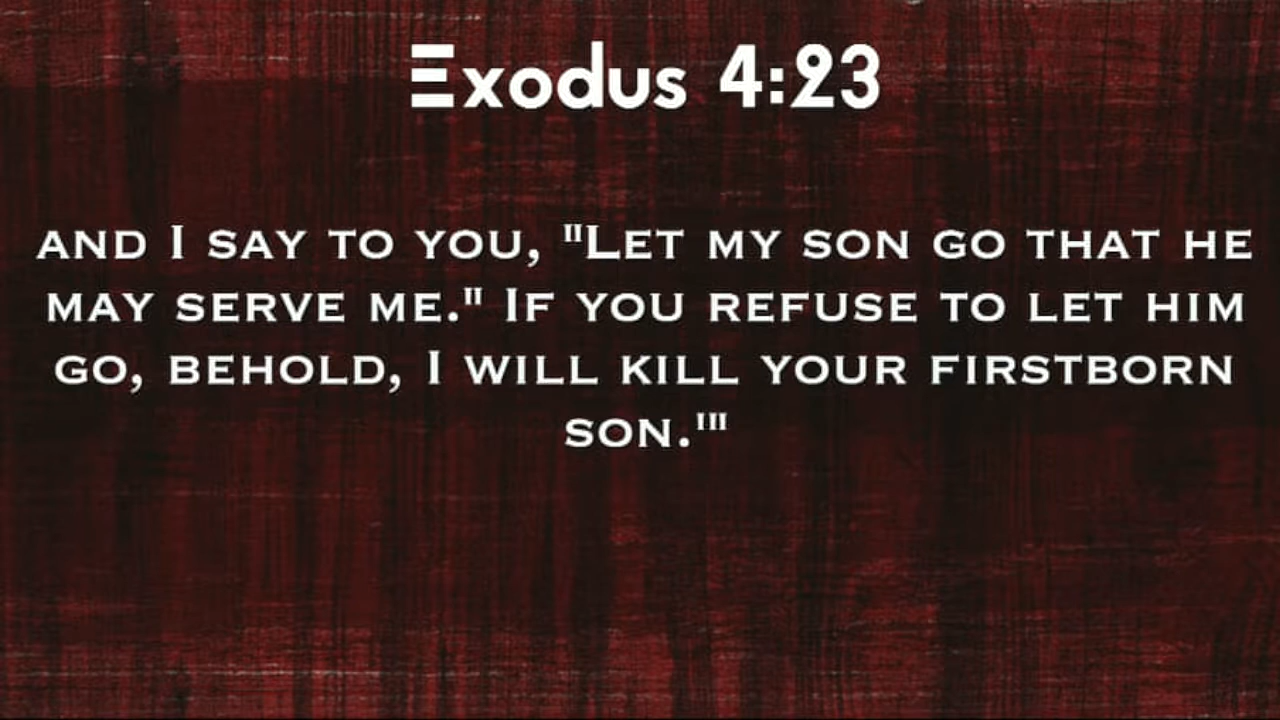 Exodus 4:23
and I say to you, "Let my son go that he
may serve me." If you refuse to let him
go, behold, I will kill your firstborn
son.'"